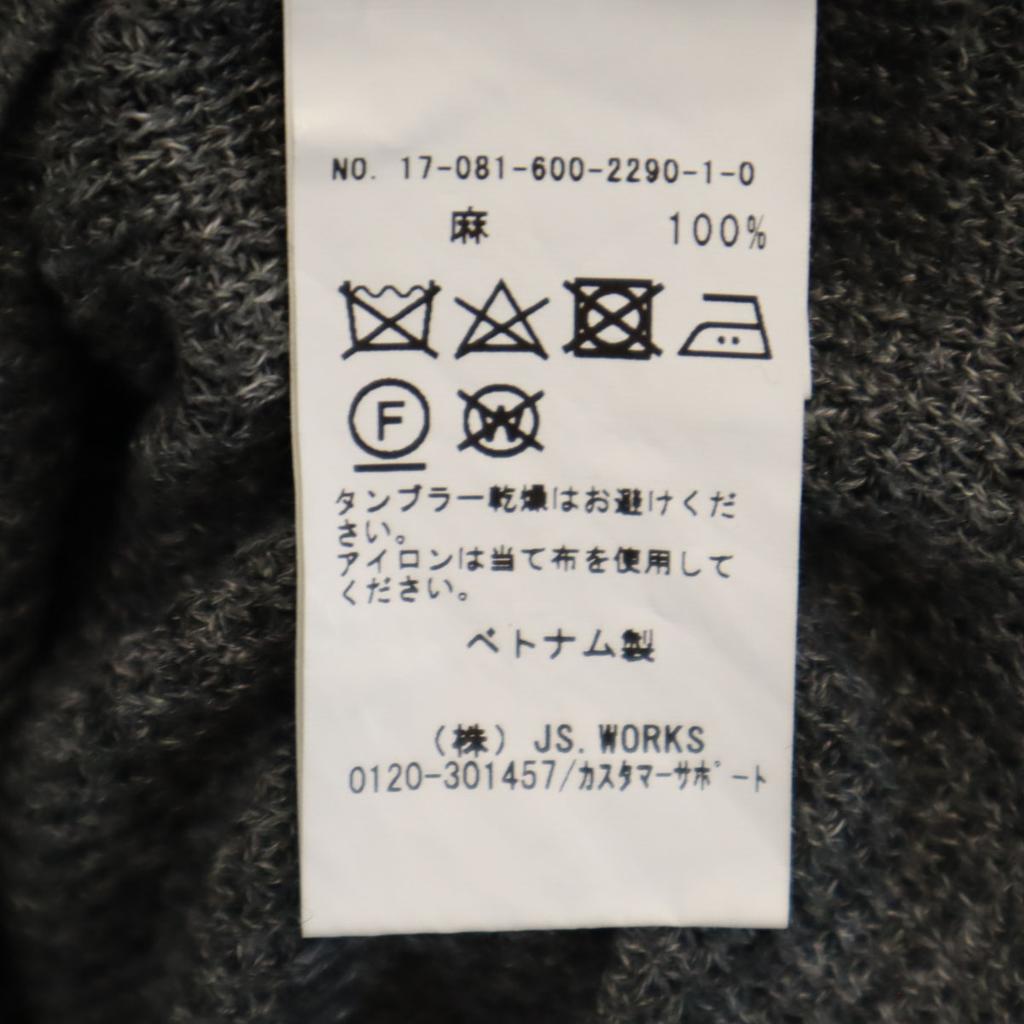 NO. 17-081-600-2290-1-0
麻 100%
F W
タンブラー乾燥はお避けくだ
さい。
アイロンは当て布を使用して
ください。
ベトナム製
(株) JS.WORKS
0120-301457/カスタマーサポート